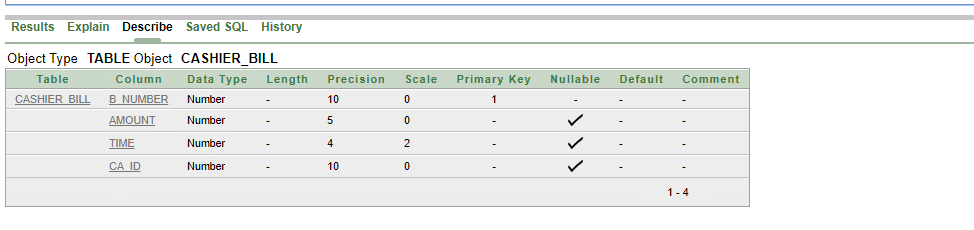 Results Explain Describe Saved SQL History
Object Type TABLE Object CASHIER_BILL
Table Column Data Type Length Precision Scale Primary Key Nullable Default Comment
CASHIER_BILL B_NUMBER Number - 10 0 1 - - -
AMOUNT Number - 5 0 - ✓ - -
TIME Number - 4 2 - ✓ - -
CA_ID Number - 10 0 - ✓ - -
1 - 4